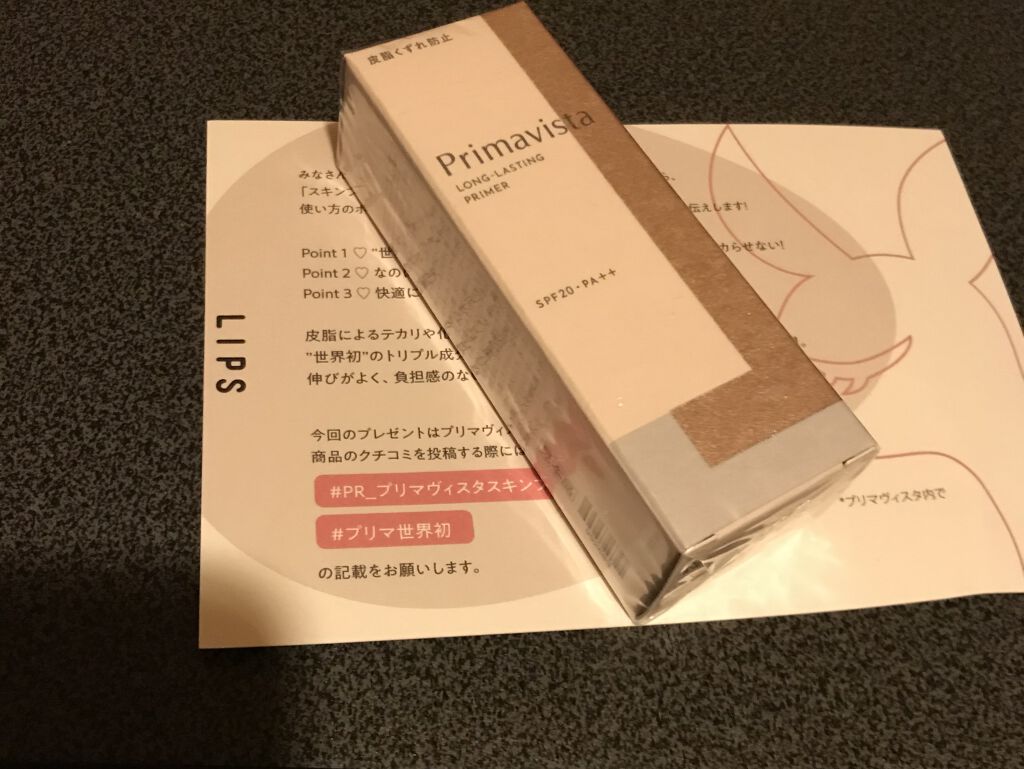 皮脂くずれ防止
Primavista
LONG-LASTING
PRIMER
SPF20・PA++
みなさん
「スキン
使い方の
伝えします!
Point 1 ♡ "世
カらせない!
Point 2 ♡ なの
Point 3 ♡ 快適に
皮脂によるテカリや
"世界初"のトリプル成
伸びがよく、負担感のな
今回のプレゼントはプリマヴィ
商品のクチコミを投稿する際には
#PR_プリマヴィスタスキン
#プリマ世界初
の記載をお願いします。
*プリマヴィスタ内で
LIPS